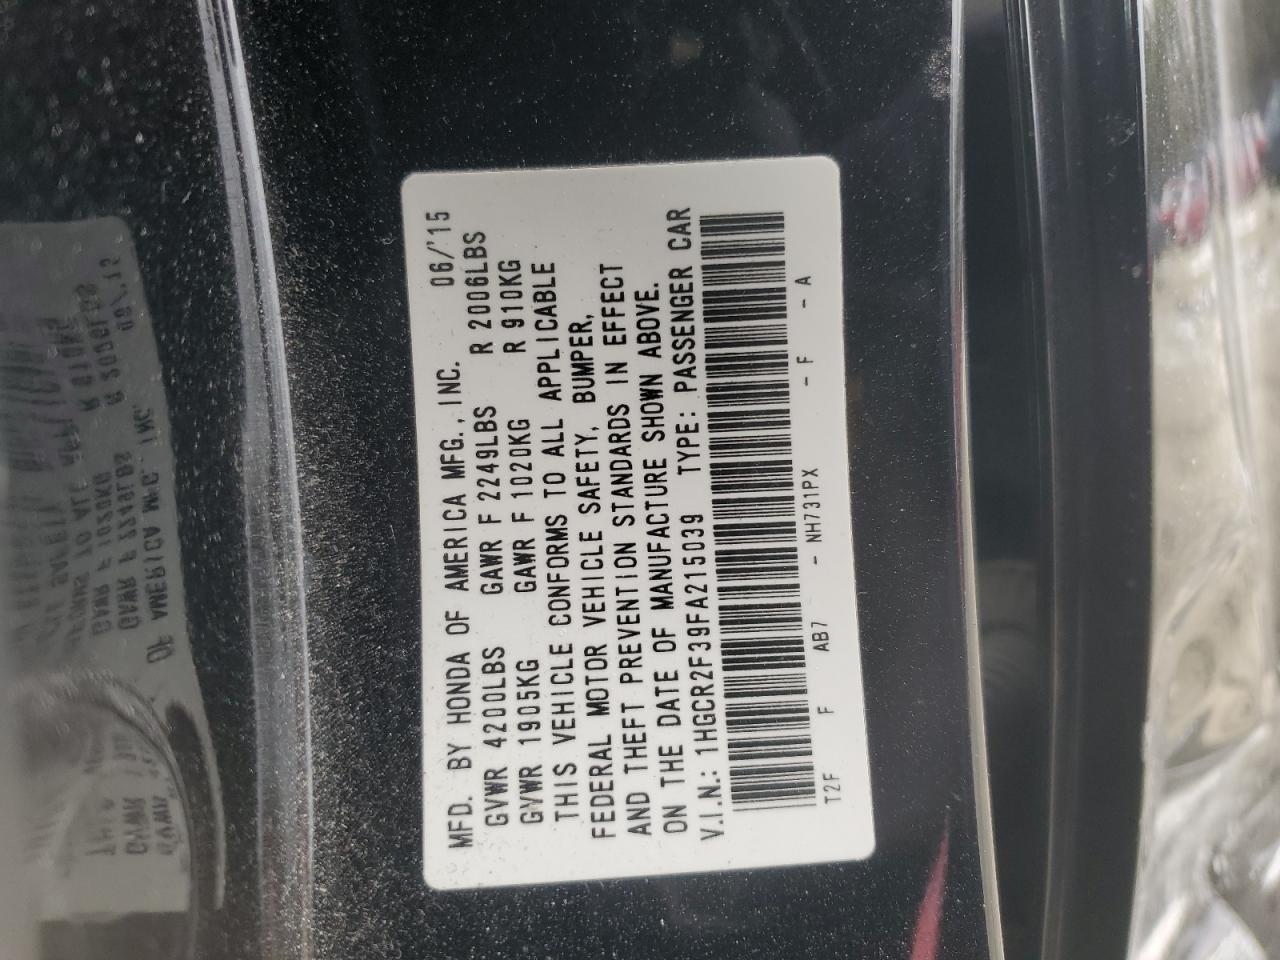 MFD. BY HONDA OF AMERICA MFG., INC. 06/'15
GVWR 4200LBS GAWR F 2249LBS R 2006LBS
GVWR 1905KG GAWR F 1020KG R 910KG
THIS VEHICLE CONFORMS TO ALL APPLICABLE
FEDERAL MOTOR VEHICLE SAFETY, BUMPER,
AND THEFT PREVENTION STANDARDS IN EFFECT
ON THE DATE OF MANUFACTURE SHOWN ABOVE.
V.I.N.: 1HGCR2F39FA215039 TYPE: PASSENGER CAR
T2F F AB7 - NH731PX - F - A